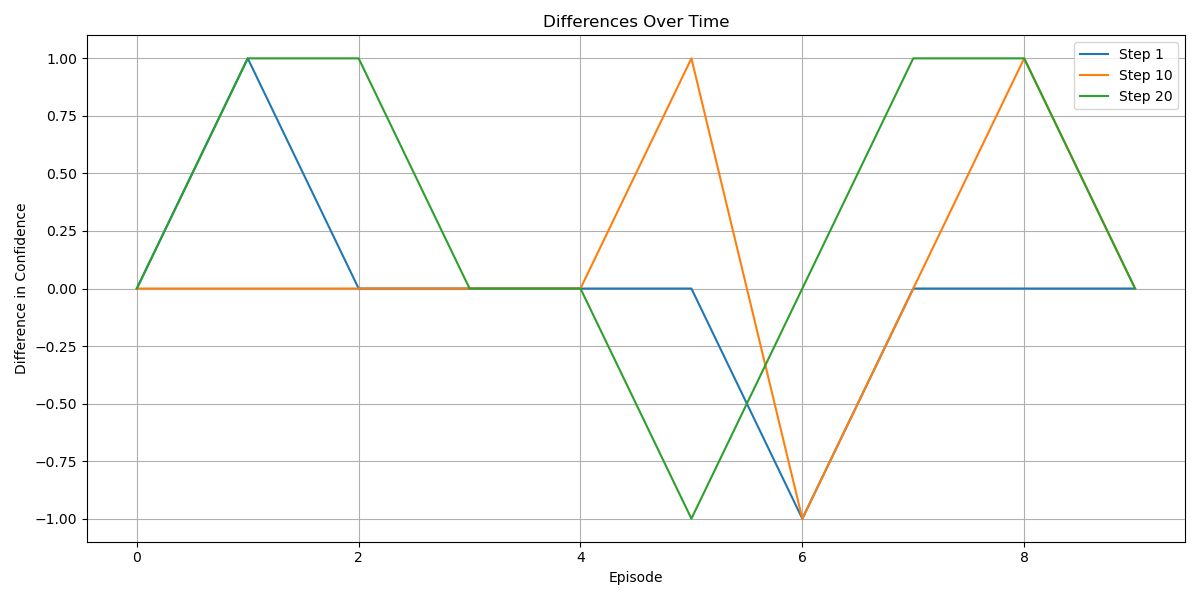 Differences Over Time
Step 1
Step 10
Step 20
1.00
0.75
0.50
0.25
0.00
−0.25
−0.50
−0.75
−1.00
Difference in Confidence
0 2 4 6 8
Episode